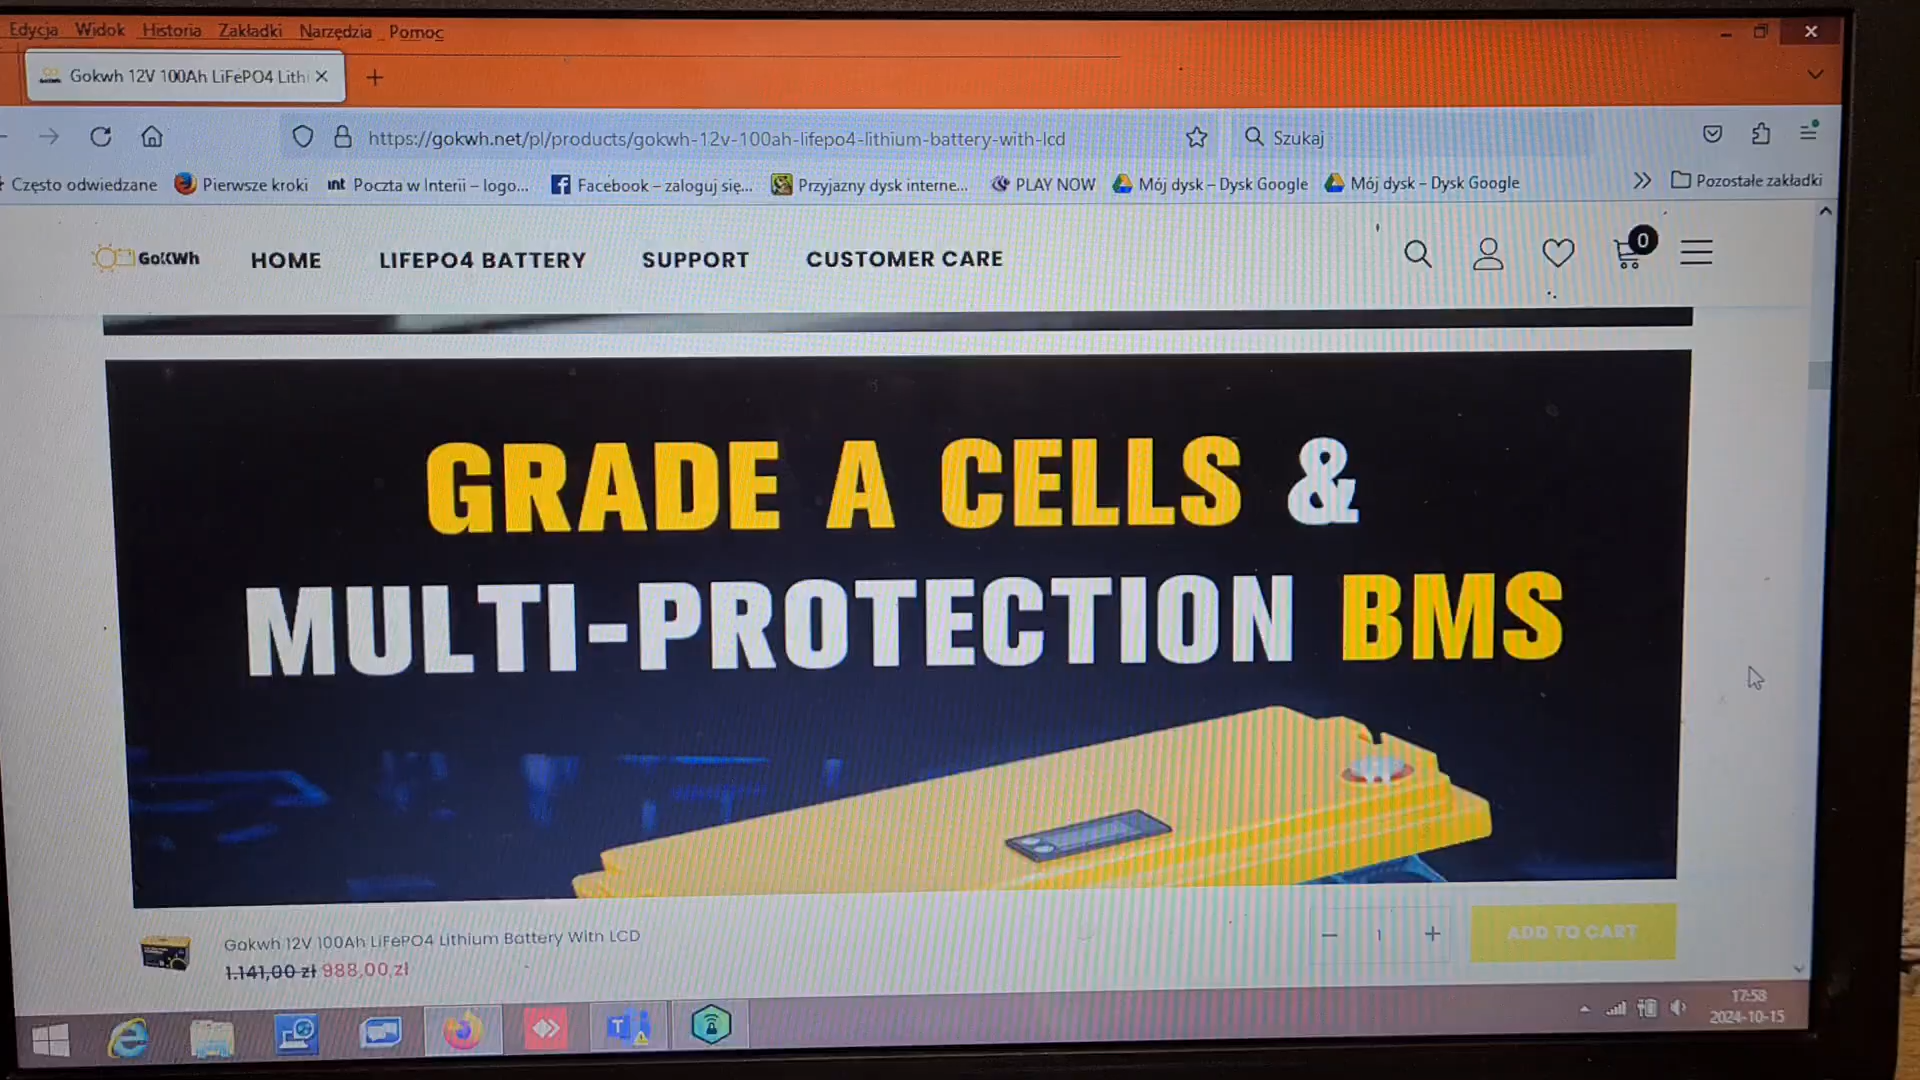 Edycja Widok Historia Zakładki Narzędzia Pomoc
Gokwh 12V 100Ah LiFePO4 Lithi
https://gokwh.net/pl/products/gokwh-12v-100ah-lifepo4-lithium-battery-with-lcd
Szukaj
Często odwiedzane Pierwsze kroki int Poczta w Interii – logo... Facebook – zaloguj się... Przyjazny dysk interne... PLAY NOW Mój dysk – Dysk Google Mój dysk – Dysk Google Pozostałe zakładki
GoKWh HOME LIFEPO4 BATTERY SUPPORT CUSTOMER CARE 0
GRADE A CELLS &
MULTI-PROTECTION BMS
Gokwh 12V 100Ah LiFePO4 Lithium Battery With LCD
1.141,00 zł 988,00 zł
1
ADD TO CART
17:58
2024-10-15